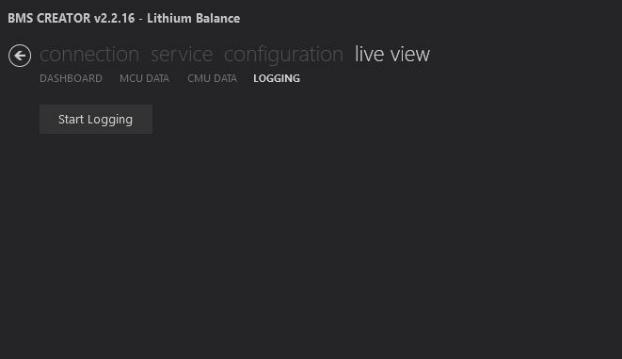 BMS CREATOR v2.2.16 - Lithium Balance
connection service configuration live view
DASHBOARD MCU DATA CMU DATA LOGGING
Start Logging